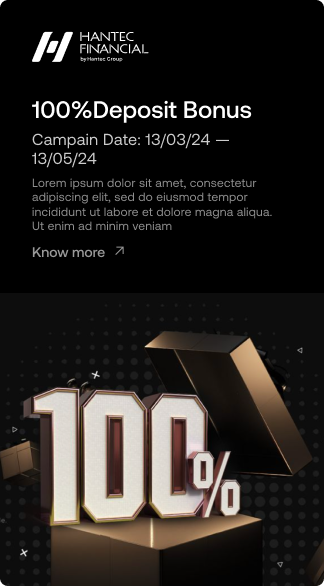 HANTEC
FINANCIAL
by Hantec Group
100%Deposit Bonus
Campain Date: 13/03/24 —
13/05/24
Lorem ipsum dolor sit amet, consectetur
adipiscing elit, sed do eiusmod tempor
incididunt ut labore et dolore magna aliqua.
Ut enim ad minim veniam
Know more
100%